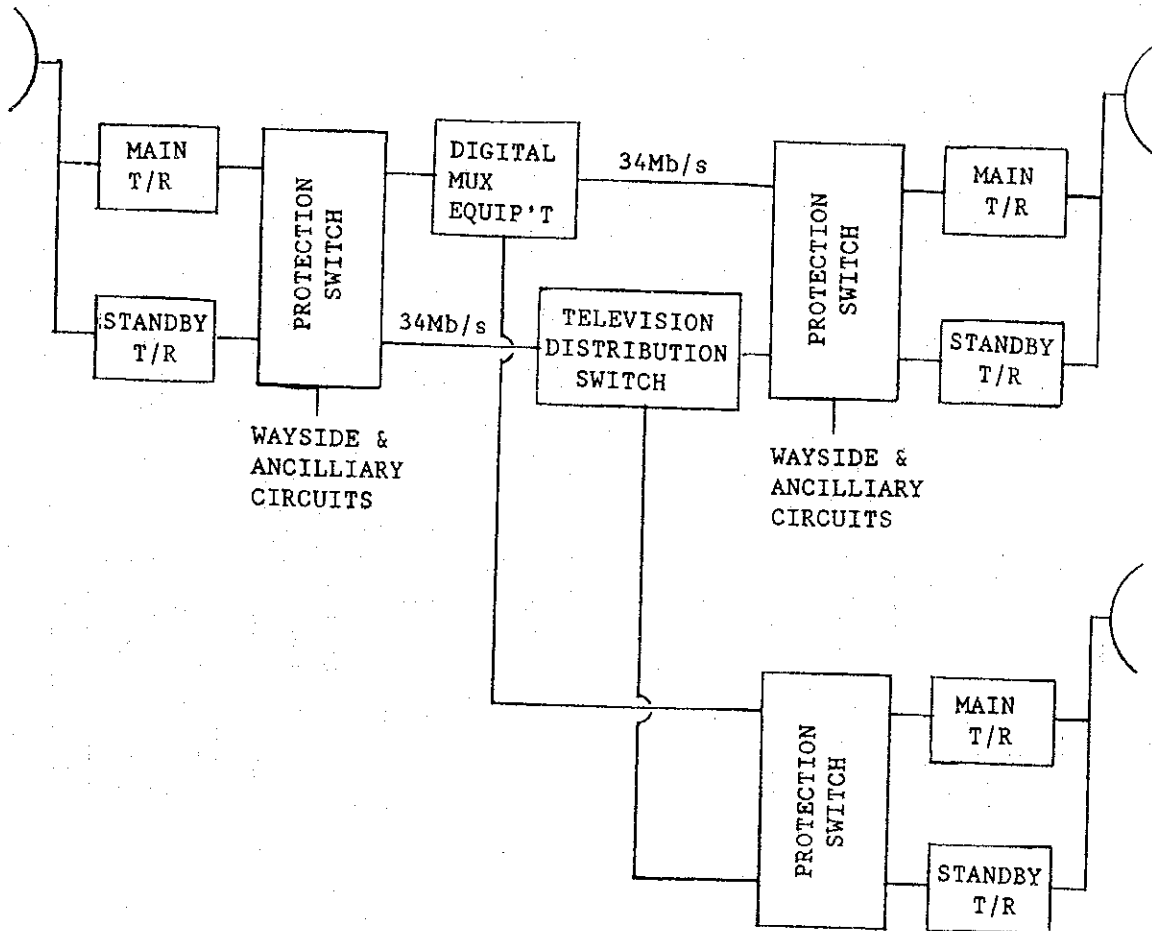 MAIN
T/R
PROTECTION
SWITCH
DIGITAL
MUX
EQUIP'T
34Mb/s
PROTECTION
SWITCH
MAIN
T/R
STANDBY
T/R
34Mb/s
TELEVISION
DISTRIBUTION
SWITCH
STANDBY
T/R
WAYSIDE &
ANCILLIARY
CIRCUITS
WAYSIDE &
ANCILLIARY
CIRCUITS
PROTECTION
SWITCH
MAIN
T/R
STANDBY
T/R